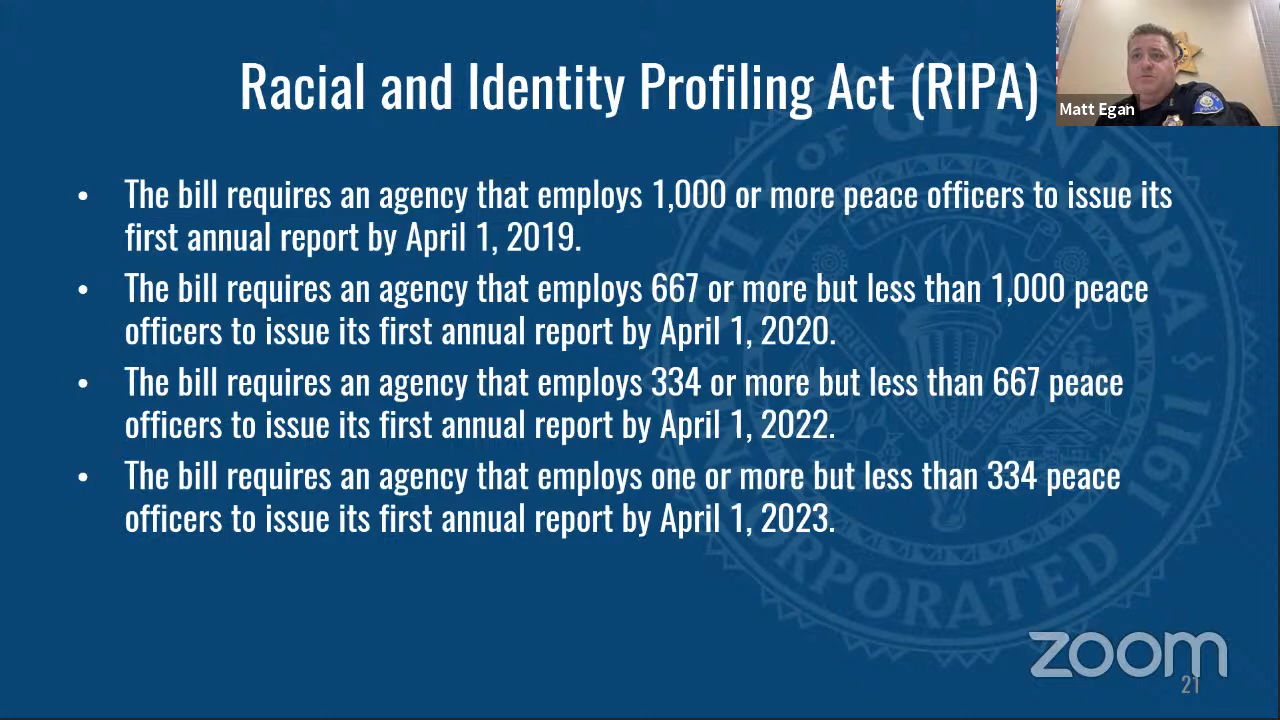 Racial and Identity Profiling Act (RIPA)
Matt Egan
• The bill requires an agency that employs 1,000 or more peace officers to issue its
first annual report by April 1, 2019.
• The bill requires an agency that employs 667 or more but less than 1,000 peace
officers to issue its first annual report by April 1, 2020.
• The bill requires an agency that employs 334 or more but less than 667 peace
officers to issue its first annual report by April 1, 2022.
• The bill requires an agency that employs one or more but less than 334 peace
officers to issue its first annual report by April 1, 2023.
CITY OF GLENDORA
INCORPORATED 1911
zoom
21